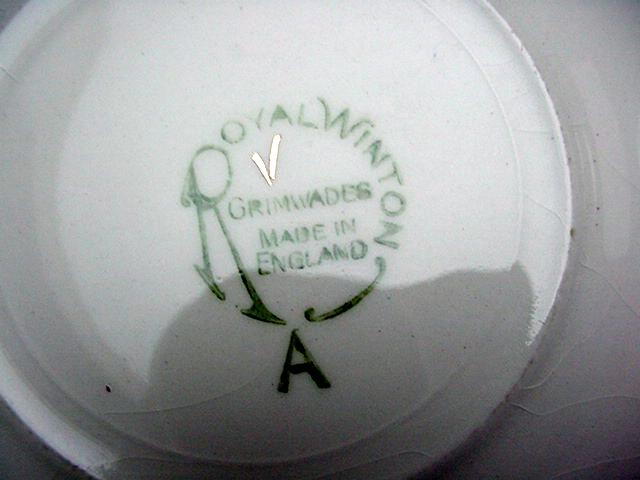 ROYAL WINTON
V
GRIMWADES
MADE IN
ENGLAND
A